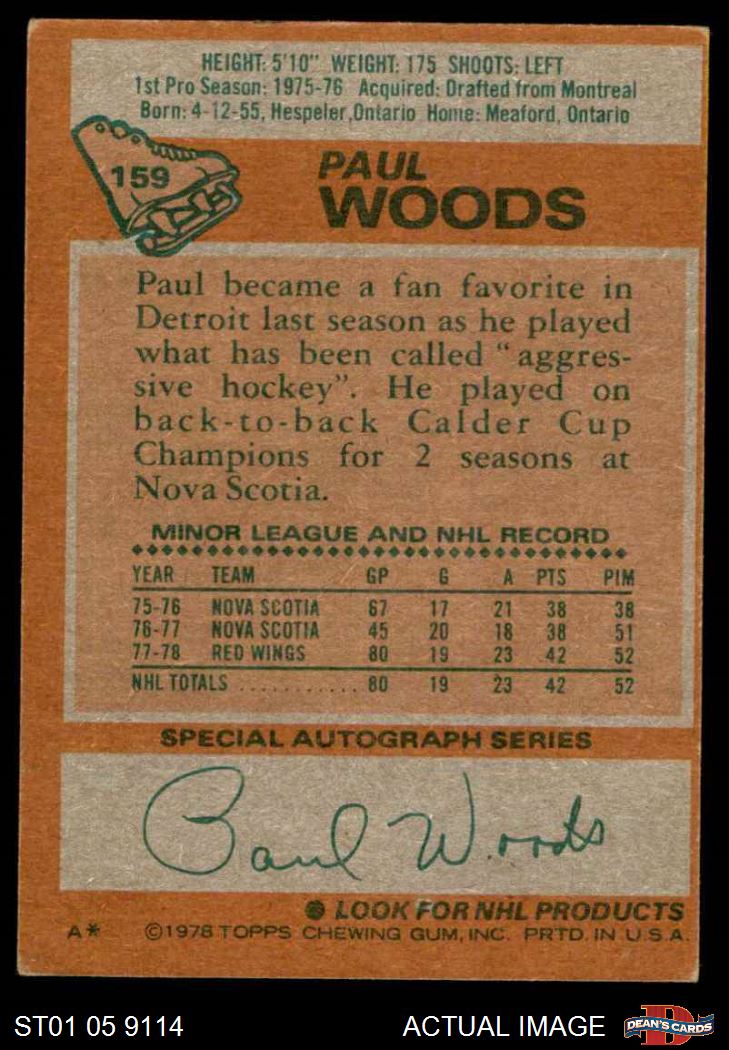 HEIGHT: 5'10" WEIGHT: 175 SHOOTS: LEFT
1st Pro Season: 1975-76 Acquired: Drafted from Montreal
Born: 4-12-55, Hespeler, Ontario Home: Meaford, Ontario
159
PAUL
WOODS
Paul became a fan favorite in
Detroit last season as he played
what has been called "aggres-
sive hockey". He played on
back-to-back Calder Cup
Champions for 2 seasons at
Nova Scotia.
MINOR LEAGUE AND NHL RECORD
YEAR TEAM GP G A PTS PIM
75-76 NOVA SCOTIA 67 17 21 38 38
76-77 NOVA SCOTIA 45 20 18 38 51
77-78 RED WINGS 80 19 23 42 52
NHL TOTALS ........... 80 19 23 42 52
SPECIAL AUTOGRAPH SERIES
Paul Woods
LOOK FOR NHL PRODUCTS
A* ©1978 TOPPS CHEWING GUM, INC. PRTD. IN U.S.A.
ST01 05 9114 ACTUAL IMAGE DEAN'S CARDS